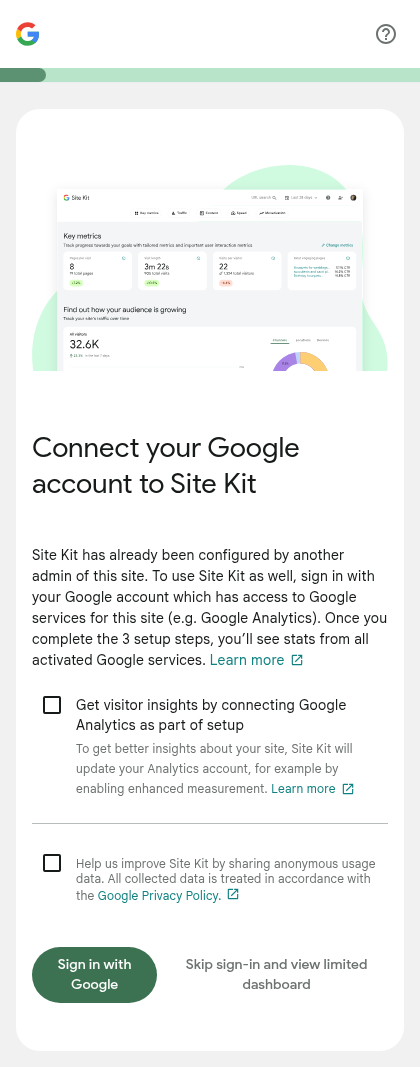 Site Kit
Last 28 days
Key metrics
Traffic
Content
Speed
Monetization
Key metrics
Track progress towards your goals with tailored metrics and important user interaction metrics
Change metrics
8
3m 22s
22
Find out how your audience is growing
Track your site's traffic over time
All visitors
32.6K
Connect your Google
account to Site Kit
Site Kit has already been configured by another
admin of this site. To use Site Kit as well, sign in with
your Google account which has access to Google
services for this site (e.g. Google Analytics). Once you
complete the 3 setup steps, you’ll see stats from all
activated Google services. Learn more
Get visitor insights by connecting Google
Analytics as part of setup
To get better insights about your site, Site Kit will
update your Analytics account, for example by
enabling enhanced measurement. Learn more
Help us improve Site Kit by sharing anonymous usage
data. All collected data is treated in accordance with
the Google Privacy Policy.
Sign in with
Google
Skip sign-in and view limited
dashboard